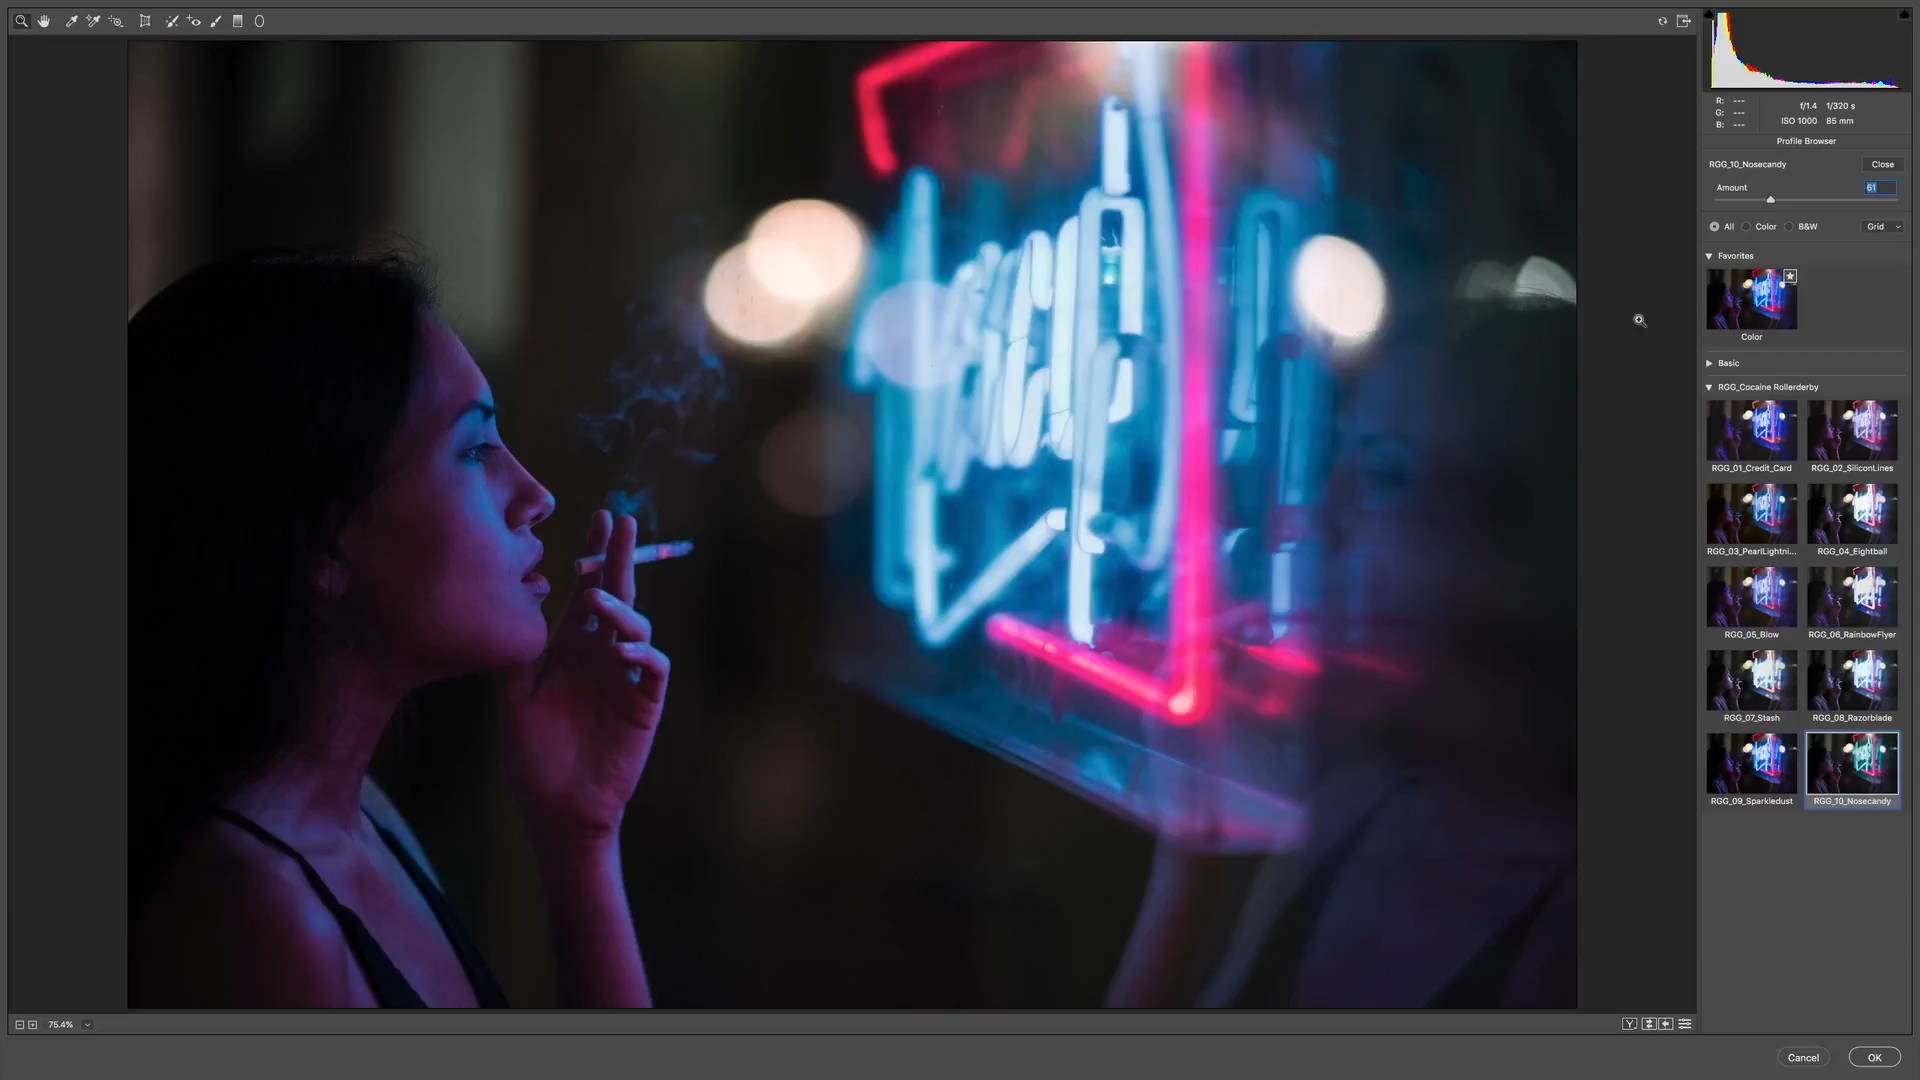 f/1.4 1/320 s
R: ---
G: ---
B: ---
ISO 1000 85 mm
Profile Browser
RGG_10_Nosecandy Close
Amount 61
All Color B&W Grid
Favorites
Color
Basic
RGG_Cocaine Rollerderby
RGG_01_Credit_Card RGG_02_SiliconLines
RGG_03_PearlLightni... RGG_04_Eightball
RGG_05_Blow RGG_06_RainbowFlyer
RGG_07_Stash RGG_08_Razorblade
RGG_09_Sparkledust RGG_10_Nosecandy
75.4%
Y
Cancel OK